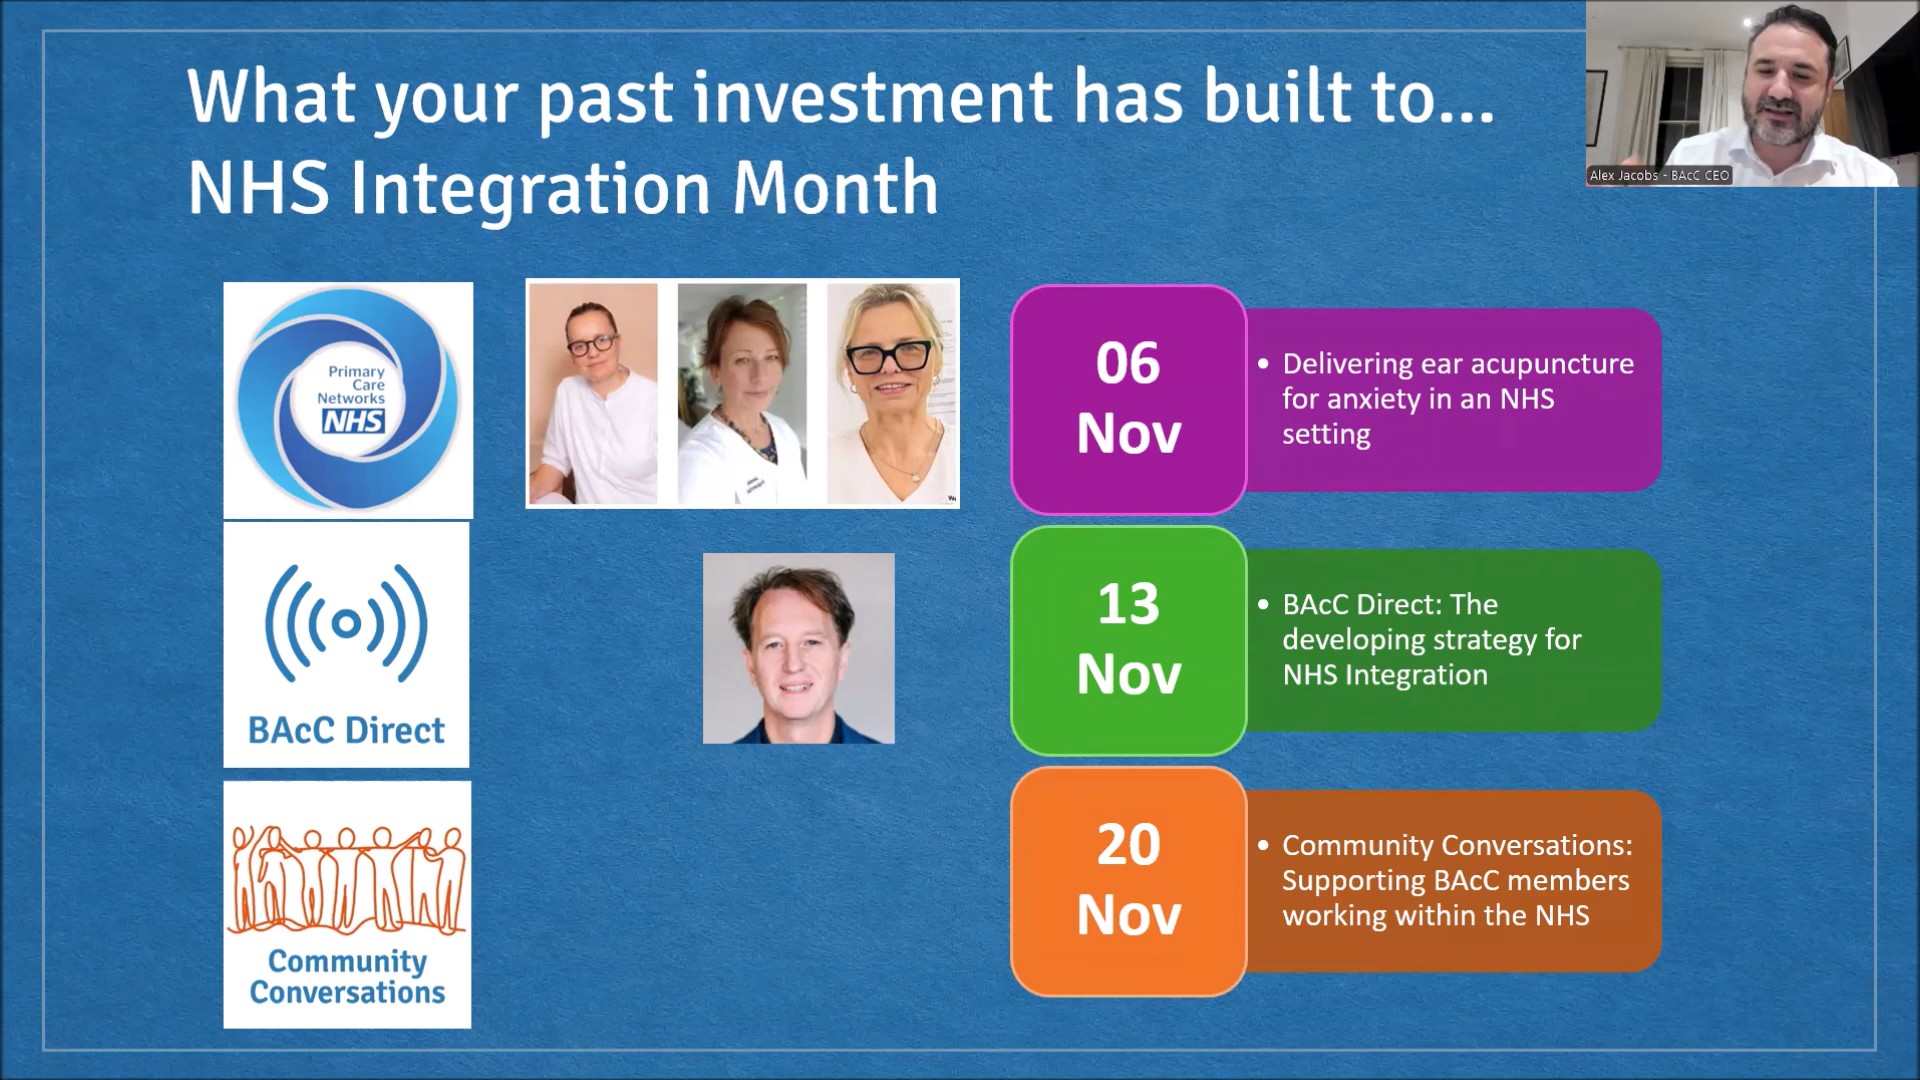 What your past investment has built to...
NHS Integration Month
Alex Jacobs - BAcC CEO
Primary
Care
Networks
NHS
06
Nov
• Delivering ear acupuncture
for anxiety in an NHS
setting
BAcC Direct
13
Nov
• BAcC Direct: The
developing strategy for
NHS Integration
Community
Conversations
20
Nov
• Community Conversations:
Supporting BAcC members
working within the NHS